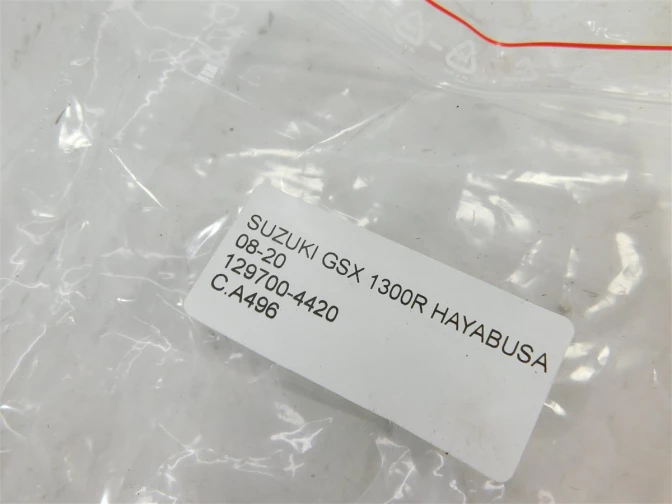 SUZUKI GSX 1300R HAYABUSA
08-20
129700-4420
C.A496